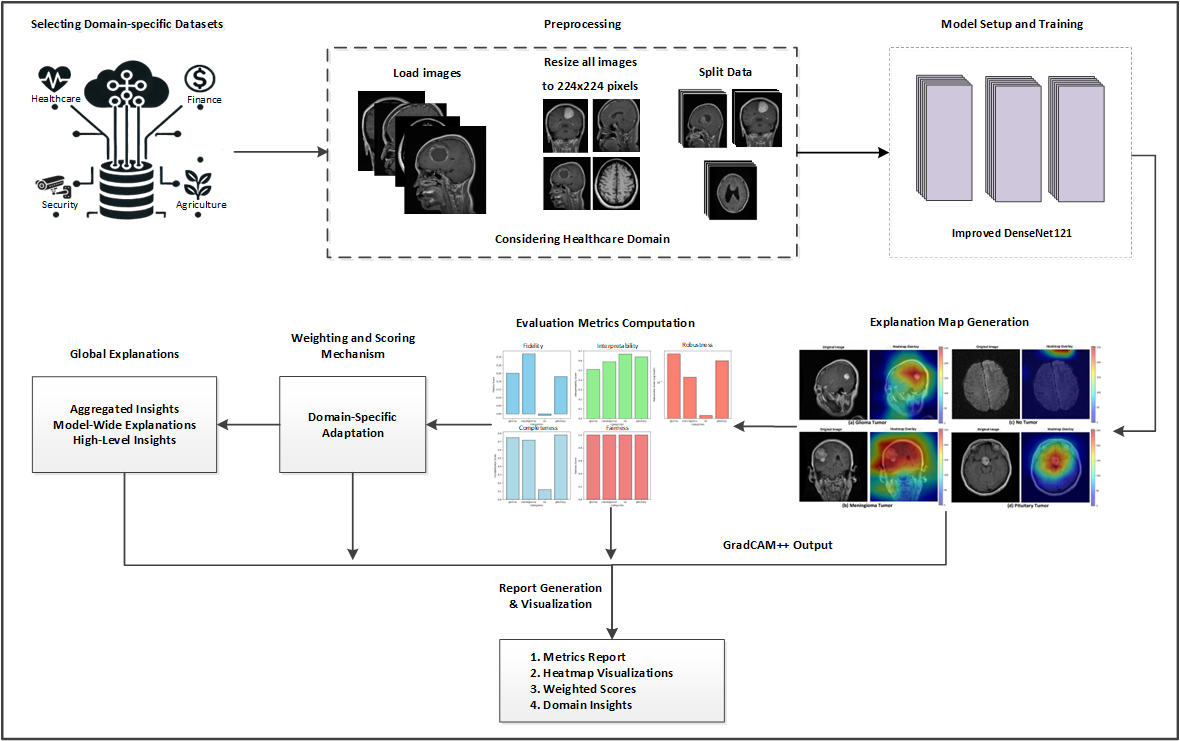 Selecting Domain-specific Datasets
Preprocessing
Model Setup and Training
Healthcare
Finance
Security
Agriculture
Load images
Resize all images
to 224x224 pixels
Split Data
Considering Healthcare Domain
Improved DenseNet121
Global Explanations
Weighting and Scoring
Mechanism
Evaluation Metrics Computation
Explanation Map Generation
Aggregated Insights
Model-Wide Explanations
High-Level Insights
Domain-Specific
Adaptation
Fidelity
Interpretability
Robustness
Completeness
Fairness
Original Image
Heatmap Overlay
Original Image
Heatmap Overlay
(a) Glioma Tumor
(c) No Tumor
Original Image
Heatmap Overlay
Original Image
Heatmap Overlay
(b) Meningioma Tumor
(d) Pituitary Tumor
GradCAM++ Output
Report Generation
& Visualization
1. Metrics Report
2. Heatmap Visualizations
3. Weighted Scores
4. Domain Insights